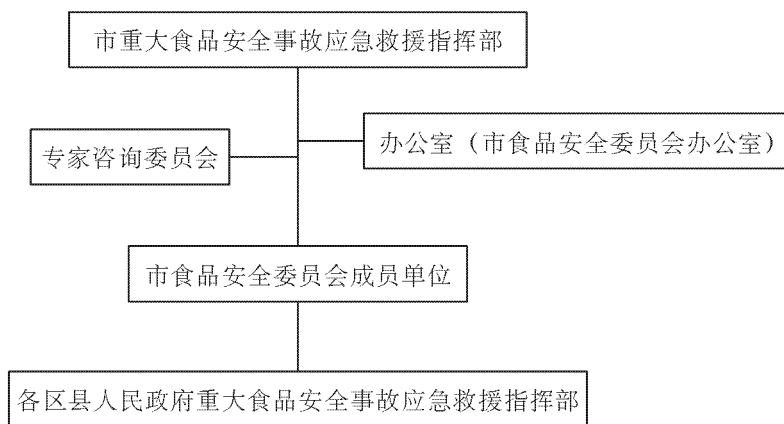 市重大食品安全事故应急救援指挥部
办公室（市食品安全委员会办公室）
专家咨询委员会
市食品安全委员会成员单位
各区县人民政府重大食品安全事故应急救援指挥部